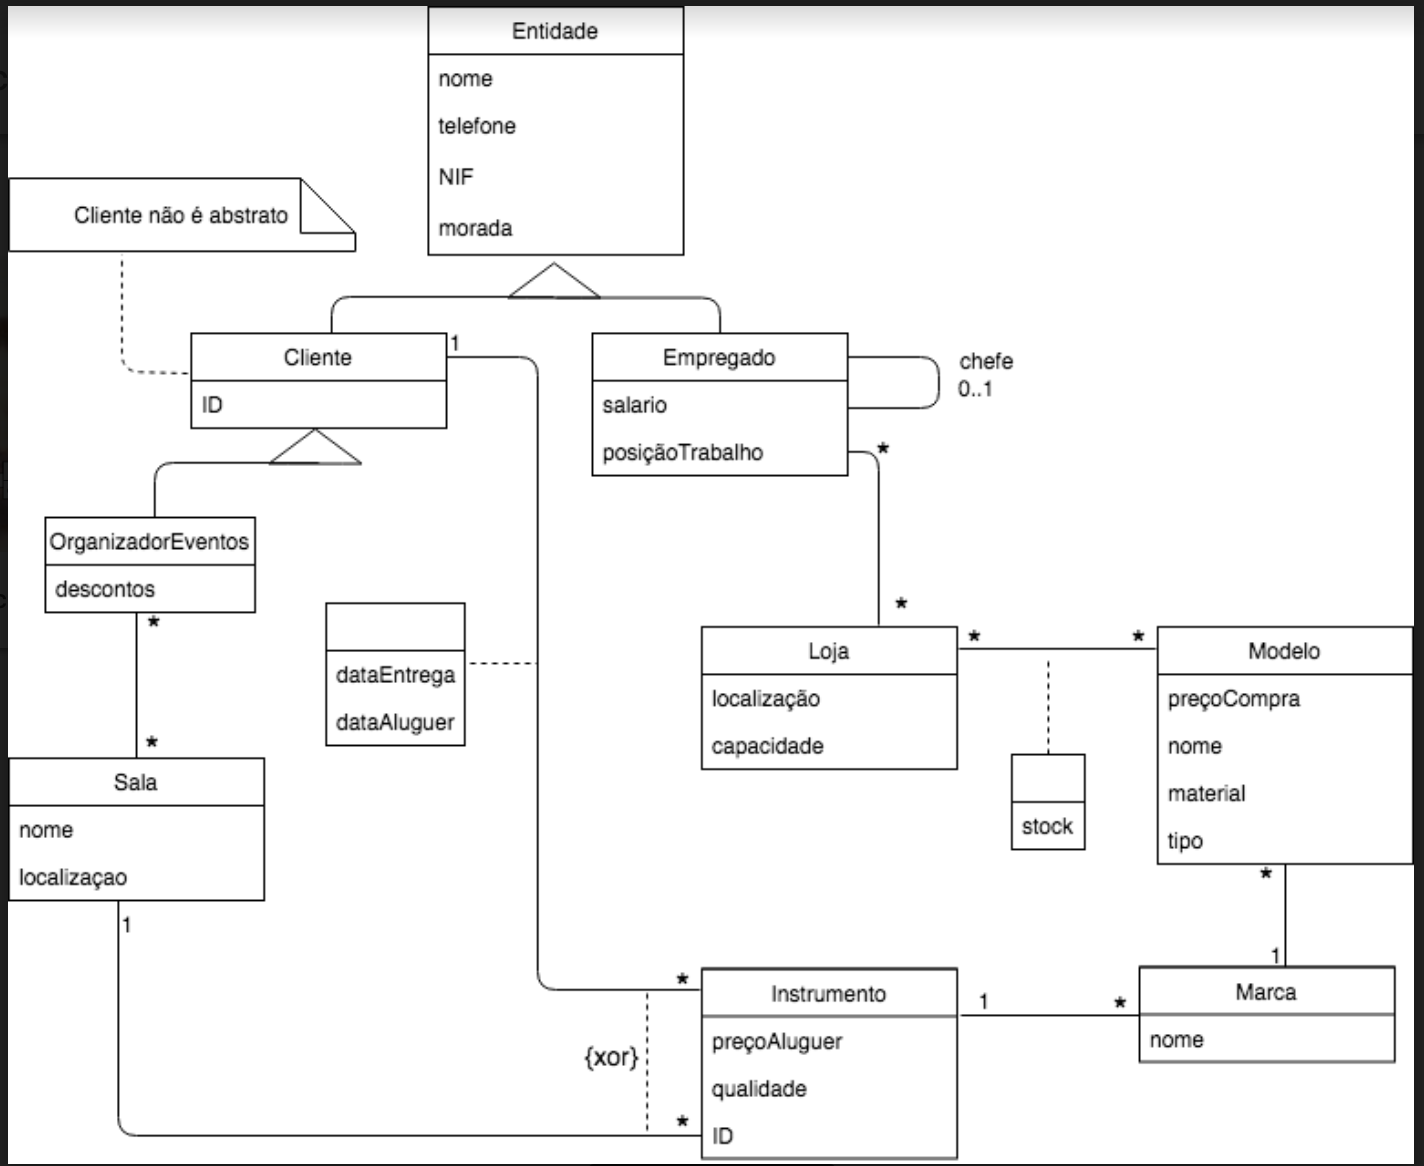 Entidade
nome
telefone
NIF
morada
Cliente não é abstrato
Cliente
ID
1
Empregado
salario
posiçãoTrabalho
chefe
0..1
*
OrganizadorEventos
descontos
*
dataEntrega
dataAluguer
*
Loja
localização
capacidade
*
*
stock
Modelo
preçoCompra
nome
material
tipo
*
*
Sala
nome
localizaçao
1
1
Marca
nome
*
1
*
Instrumento
preçoAluguer
qualidade
ID
{xor}
*